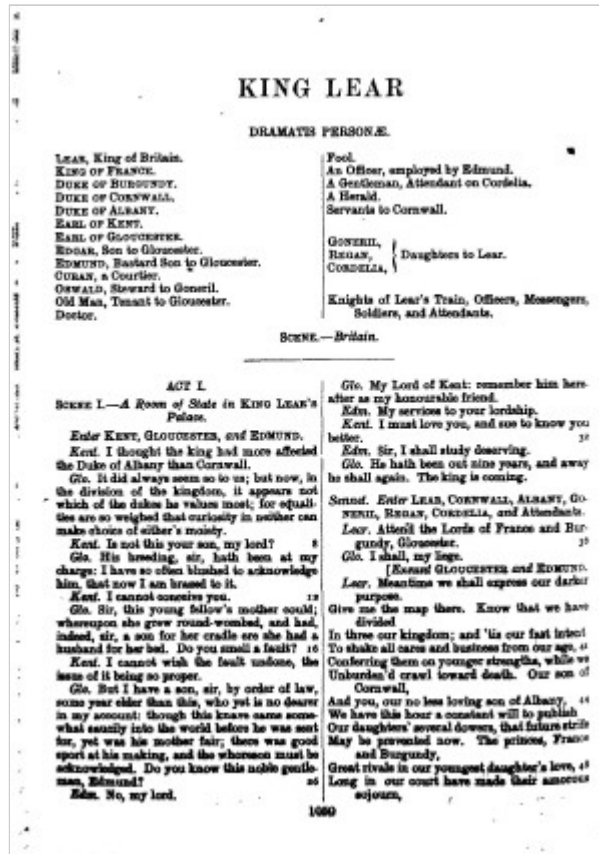 KING LEAR
DRAMATIS PERSONÆ.
LEAR, King of Britain.
KING OF FRANCE.
DUKE OF BURGUNDY.
DUKE OF CORNWALL.
DUKE OF ALBANY.
EARL OF KENT.
EARL OF GLOUCESTER.
EDGAR, Son to Gloucester.
EDMUND, Bastard Son to Gloucester.
CURAN, a Courtier.
OSWALD, Steward to Goneril.
Old Man, Tenant to Gloucester.
Doctor.
Fool.
An Officer, employed by Edmund.
A Gentleman, Attendant on Cordelia.
A Herald.
Servants to Cornwall.
GONERIL,
REGAN, Daughters to Lear.
CORDELIA,
Knights of Lear's Train, Officers, Messengers,
Soldiers, and Attendants.
SCENE.—Britain.
ACT I.
SCENE I.—A Room of State in KING LEAR'S
Palace.
Enter KENT, GLOUCESTER, and EDMUND.
Kent. I thought the king had more affected
the Duke of Albany than Cornwall.
Glo. It did always seem so to us; but now, in
the division of the kingdom, it appears not
which of the dukes he values most; for equali-
ties are so weighed that curiosity in neither can
make choice of either's moiety.
Kent. Is not this your son, my lord? 8
Glo. His breeding, sir, hath been at my
charge: I have so often blushed to acknowledge
him, that now I am brazed to it.
Kent. I cannot conceive you. 12
Glo. Sir, this young fellow's mother could;
whereupon she grew round-wombed, and had,
indeed, sir, a son for her cradle ere she had a
husband for her bed. Do you smell a fault? 16
Kent. I cannot wish the fault undone, the
issue of it being so proper.
Glo. But I have a son, sir, by order of law,
some year elder than this, who yet is no dearer
in my account: though this knave came some-
what saucily into the world before he was sent
for, yet was his mother fair; there was good
sport at his making, and the whoreson must be
acknowledged. Do you know this noble gentle-
man, Edmund? 26
Edm. No, my lord.
Glo. My Lord of Kent: remember him here-
after as my honourable friend.
Edm. My services to your lordship.
Kent. I must love you, and sue to know you
better. 32
Edm. Sir, I shall study deserving.
Glo. He hath been out nine years, and away
he shall again. The king is coming.
Sennet. Enter LEAR, CORNWALL, ALBANY, GO-
NERIL, REGAN, CORDELIA, and Attendants.
Lear. Attend the Lords of France and Bur-
gundy, Gloucester. 36
Glo. I shall, my liege.
[Exeunt GLOUCESTER and EDMUND.
Lear. Meantime we shall express our darker
purpose.
Give me the map there. Know that we have
divided
In three our kingdom; and 'tis our fast intent
To shake all cares and business from our age,
Conferring them on younger strengths, while we
Unburden'd crawl toward death. Our son of
Cornwall,
And you, our no less loving son of Albany, 44
We have this hour a constant will to publish
Our daughters' several dowers, that future strife
May be prevented now. The princes, France
and Burgundy,
Great rivals in our youngest daughter's love, 48
Long in our court have made their amorous
sojourn,